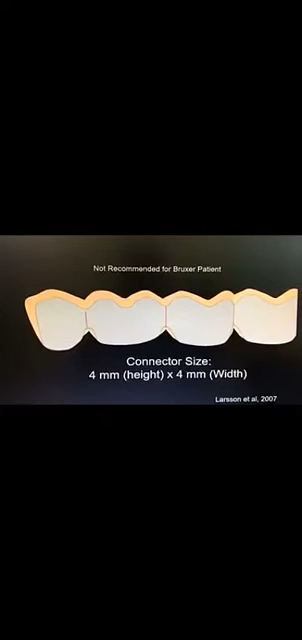 Not Recommended for Bruxer Patient
Connector Size:
4 mm (height) x 4 mm (Width)
Larsson et al, 2007